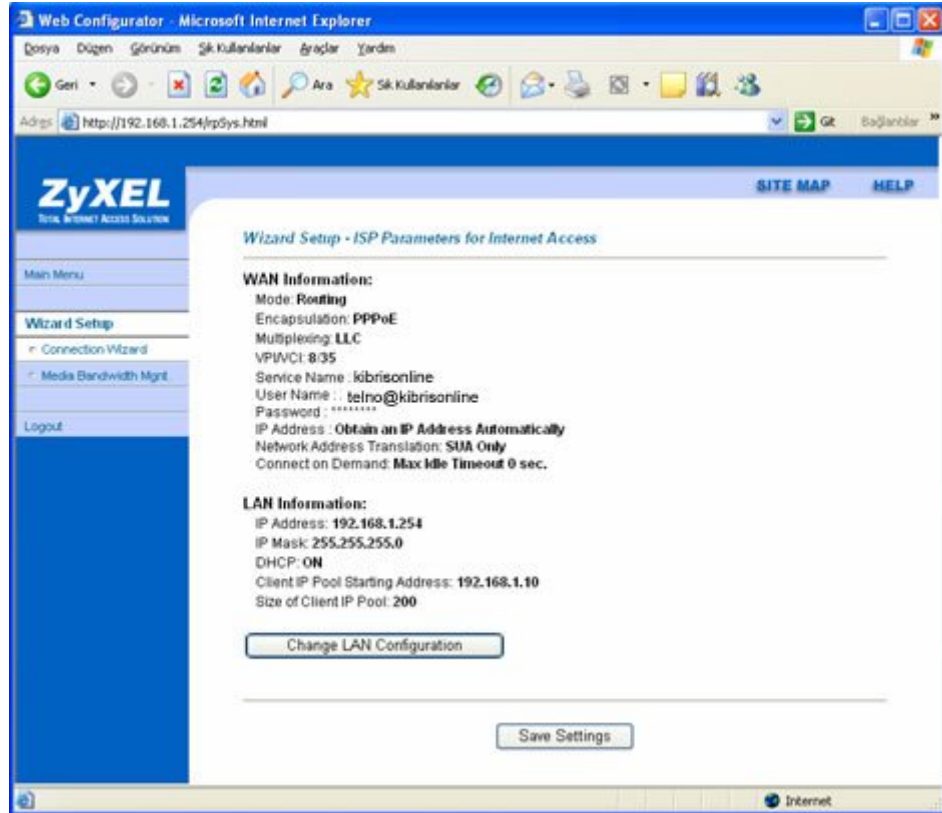 Web Configurator - Microsoft Internet Explorer
Dosya Düzen Görünüm Sık Kullanılanlar Araçlar Yardım
Geri Ara Sık Kullanılanlar
Adres http://192.168.1.254/rpSys.html Git Bağlantılar »
ZyXEL
TOTAL INTERNET ACCESS SOLUTION
SITE MAP HELP
Main Menu
Wizard Setup
Connection Wizard
Media Bandwidth Mgnt
Logout
Wizard Setup - ISP Parameters for Internet Access
WAN Information:
Mode: Routing
Encapsulation: PPPoE
Multiplexing: LLC
VPI/VCI: 8/35
Service Name : kibrisonline
User Name : : telno@kibrisonline
Password : ********
IP Address : Obtain an IP Address Automatically
Network Address Translation: SUA Only
Connect on Demand: Max Idle Timeout 0 sec.
LAN Information:
IP Address: 192.168.1.254
IP Mask: 255.255.255.0
DHCP: ON
Client IP Pool Starting Address: 192.168.1.10
Size of Client IP Pool: 200
Change LAN Configuration
Save Settings
Internet